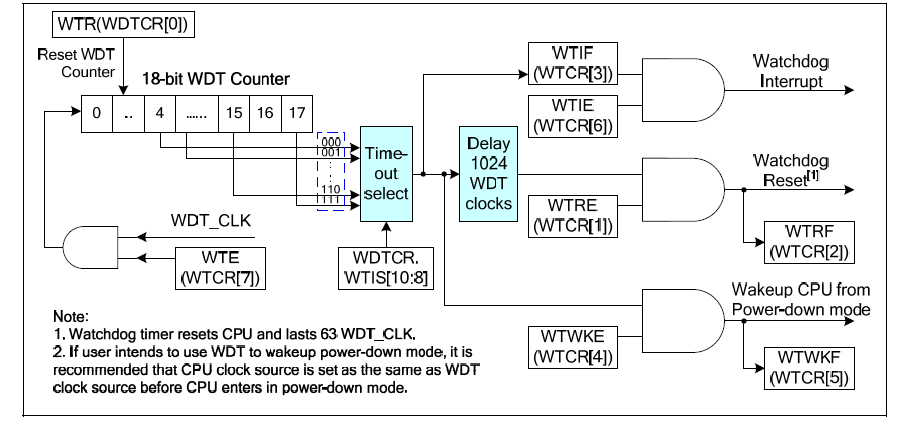 WTR(WDTCR[0])
Reset WDT
Counter
18-bit WDT Counter
0 .. 4 ...... 15 16 17
000
001
110
111
Time-
out
select
Delay
1024
WDT
clocks
WTIF
(WTCR[3])
WTIE
(WTCR[6])
Watchdog
Interrupt
WTRE
(WTCR[1])
Watchdog
Reset[1]
WTRF
(WTCR[2])
WDT_CLK
WTE
(WTCR[7])
WDTCR.
WTIS[10:8]
WTWKE
(WTCR[4])
Wakeup CPU from
Power-down mode
WTWKF
(WTCR[5])
Note:
1. Watchdog timer resets CPU and lasts 63 WDT_CLK.
2. If user intends to use WDT to wakeup power-down mode, it is
recommended that CPU clock source is set as the same as WDT
clock source before CPU enters in power-down mode.